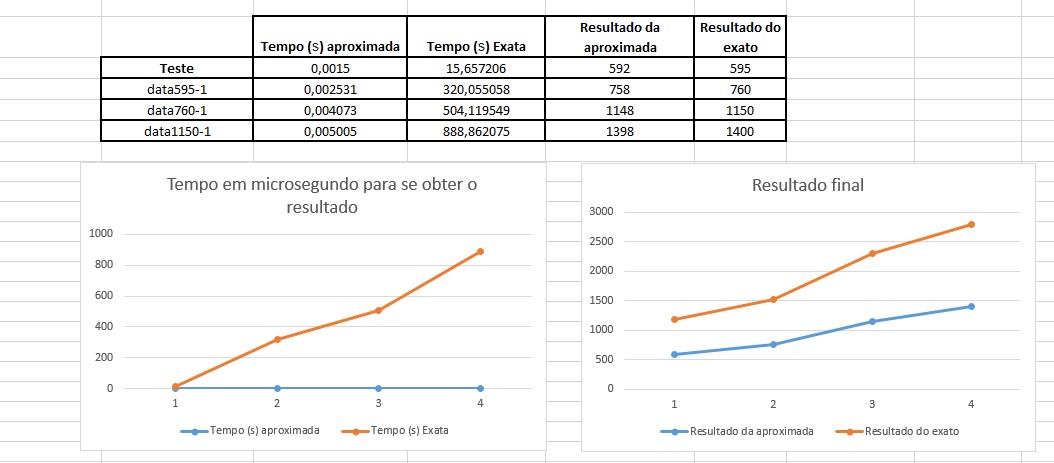 Tempo (s) aproximada Tempo (s) Exata Resultado da aproximada Resultado do exato
Teste 0,0015 15,657206 592 595
data595-1 0,002531 320,055058 758 760
data760-1 0,004073 504,119549 1148 1150
data1150-1 0,005005 888,862075 1398 1400
Tempo em microsegundo para se obter o
resultado
1000
800
600
400
200
0
1 2 3 4
Tempo (s) aproximada Tempo (s) Exata
Resultado final
3000
2500
2000
1500
1000
500
0
1 2 3 4
Resultado da aproximada Resultado do exato